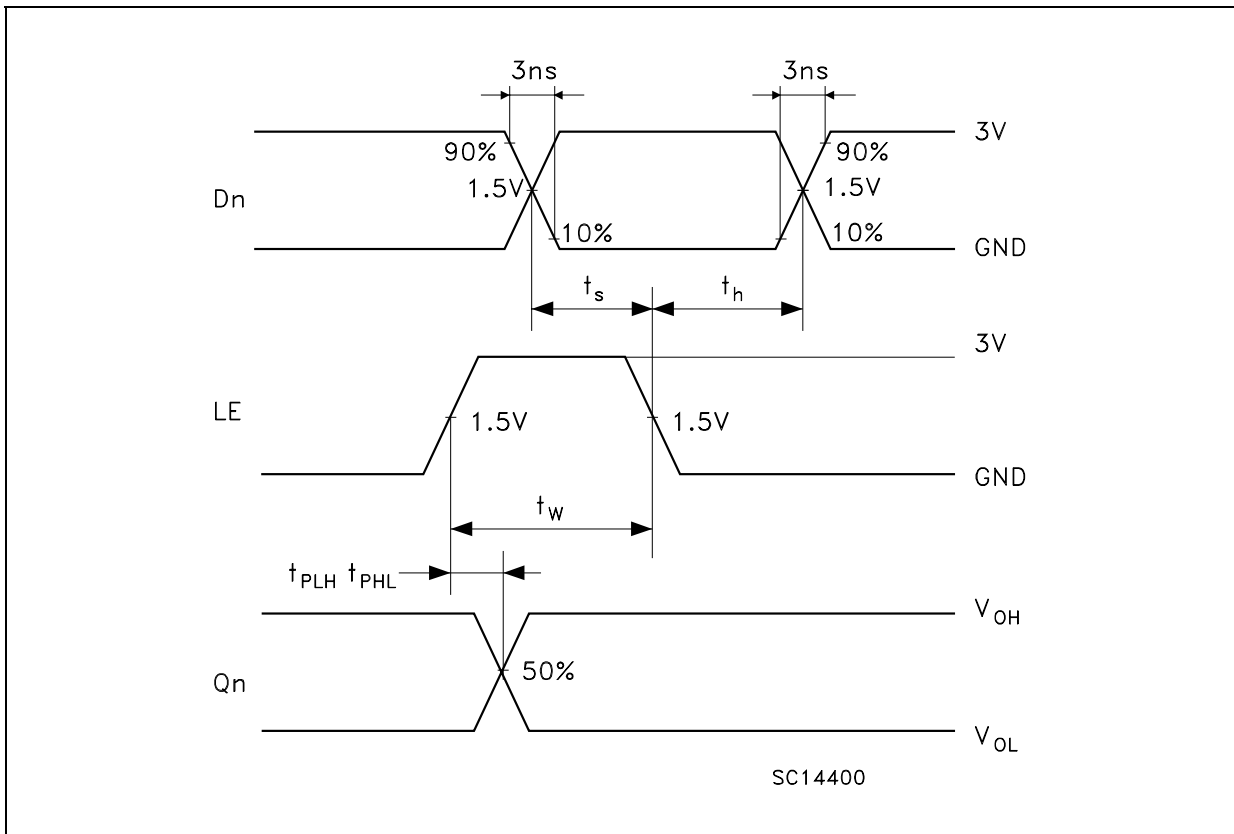 3ns 3ns
3V
90% 90%
Dn 1.5V 1.5V
10% 10%
GND
ts th
3V
LE 1.5V 1.5V
GND
tW
tPLH tPHL
VOH
Qn 50%
VOL
SC14400